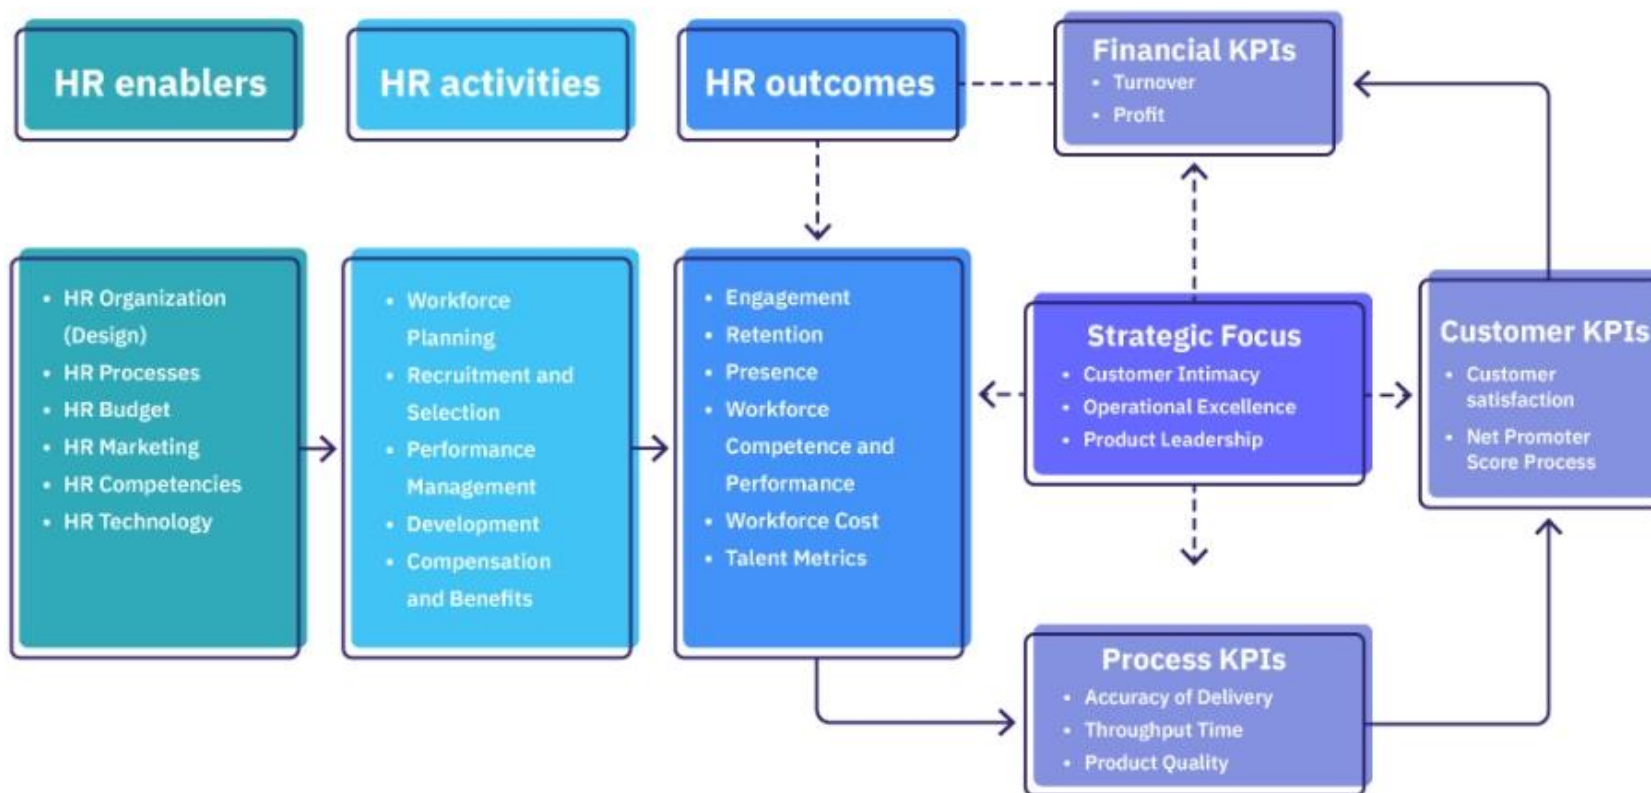 HR enablers
HR activities
HR outcomes
Financial KPIs
• Turnover
• Profit
• HR Organization
(Design)
• HR Processes
• HR Budget
• HR Marketing
• HR Competencies
• HR Technology
• Workforce
Planning
• Recruitment and
Selection
• Performance
Management
• Development
• Compensation
and Benefits
• Engagement
• Retention
• Presence
• Workforce
Competence and
Performance
• Workforce Cost
• Talent Metrics
Strategic Focus
• Customer Intimacy
• Operational Excellence
• Product Leadership
Customer KPIs
• Customer
satisfaction
• Net Promoter
Score Process
Process KPIs
• Accuracy of Delivery
• Throughput Time
• Product Quality